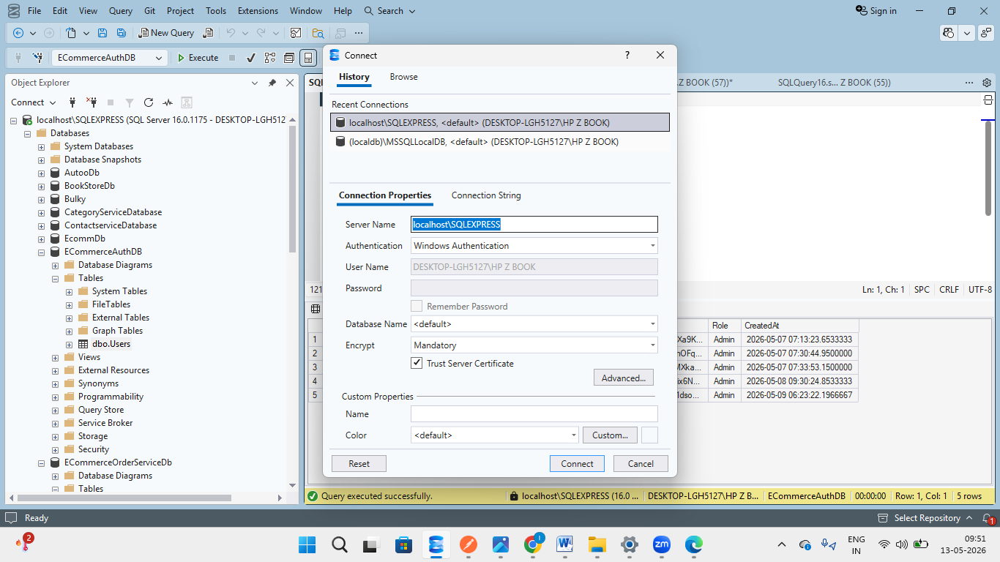 File Edit View Query Git Project Tools Extensions Window Help Search Sign in
New Query
ECommerceAuthDB Execute
Object Explorer
Connect
localhost\SQLEXPRESS (SQL Server 16.0.1175 - DESKTOP-LGH512
Databases
System Databases
Database Snapshots
AutooDb
BookStoreDb
Bulky
CategoryServiceDatabase
ContactserviceDatabase
EcommDb
ECommerceAuthDB
Database Diagrams
Tables
System Tables
FileTables
External Tables
Graph Tables
dbo.Users
Views
External Resources
Synonyms
Programmability
Query Store
Service Broker
Storage
Security
ECommerceOrderServiceDb
Database Diagrams
Tables
Connect ?
History Browse
Recent Connections
localhost\SQLEXPRESS, <default> (DESKTOP-LGH5127\HP Z BOOK)
(localdb)\MSSQLLocalDB, <default> (DESKTOP-LGH5127\HP Z BOOK)
Connection Properties Connection String
Server Name localhost\SQLEXPRESS
Authentication Windows Authentication
User Name DESKTOP-LGH5127\HP Z BOOK
Password
Remember Password
Database Name <default>
Encrypt Mandatory
Trust Server Certificate
Advanced...
Custom Properties
Name
Color <default> Custom...
Reset Connect Cancel
SQL Z BOOK (57))* SQLQuery16.s... Z BOOK (55))
121 Ln: 1, Ch: 1 SPC CRLF UTF-8
Role CreatedAt
1 Xa9K... Admin 2026-05-07 07:13:23.6533333
2 Admin 2026-05-07 07:30:44.9500000
3 Admin 2026-05-07 07:33:53.1500000
4 ix6N... Admin 2026-05-08 09:30:24.8533333
5 Admin 2026-05-09 06:23:22.1966667
Query executed successfully. localhost\SQLEXPRESS (16.0 ... DESKTOP-LGH5127\HP Z B... ECommerceAuthDB 00:00:00 Row: 1, Col: 1 5 rows
Ready Select Repository 1
2 zm ENG
IN
09:51
13-05-2026